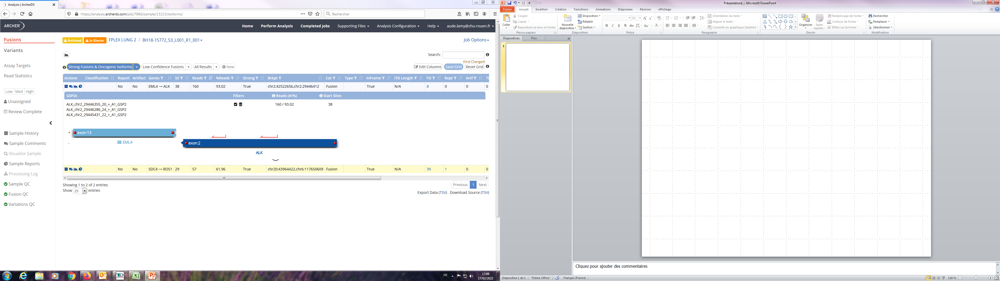 Analysis | ArcherDX
https://analysis.archerdx.com/job/7866/sample/13223/isoforms/
Rechercher
ARCHER
Home Perform Analysis Completed Jobs Supporting Files Analysis Configuration Help aude.lamy@chu-rouen.fr
Fusions
Variants
Assay Targets
Read Statistics
Low Med High
Unassigned
Review Complete
Sample History
Sample Comments
Visualize Sample
Sample Reports
Processing Log
Sample QC
Fusion QC
Variations QC
Archived In Glacier FPLEX LUNG 2 / BH18-15772_S3_L001_R1_001
Job Options
Search:
(Grid Changed)
Strong Fusions & Oncogenic Isoforms Low Confidence Fusions All Results New
Edit Columns Save Grid Reset Grid
Actions Classification Report Artifact Genes SS Reads %Reads Strong Brkpt Cat Type InFrame ITD Length TO Rept Artf Ti
No No EML4 → ALK 38 160 93.02 True chr2:42522656,chr2:29446412 Fusion True N/A 8 0 0 0
GSP2s Filters Reads (#/%) Start Sites
ALK_chr2_29446355_20_+_A1_GSP2 160 / 93.02 38
ALK_chr2_29446286_24_+_A1_GSP2
ALK_chr2_29445431_22_+_A1_GSP2
+ exon:13
- EML4
exon:2
ALK
No No SDC4 → ROS1 29 57 61.96 True chr20:43964422,chr6:117650609 Fusion True N/A 39 1 0 0
Showing 1 to 2 of 2 entries
Show 25 entries
Previous 1 Next
Export Data (TSV) Download Source (TSV)
FR
17:09
17/02/2022
Présentation1 - Microsoft PowerPoint
Fichier Accueil Insertion Création Transitions Animations Diaporama Révision Affichage
Coller
Couper
Copier
Reproduire la mise en forme
Presse-papiers
Nouvelle diapositive
Disposition
Rétablir
Section
Diapositives
32
G I S S abc AV Aa A
Police
Orientation du texte
Aligner le texte
Convertir en graphique SmartArt
Paragraphe
Organiser
Styles rapides
Remplissage de forme
Contour de forme
Effets sur la forme
Dessin
Rechercher
Remplacer
Sélectionner
Modification
Diapositives Plan
1
Cliquez pour ajouter des commentaires
Diapositive 1 de 1 "Thème Office" Français (France)
116 %